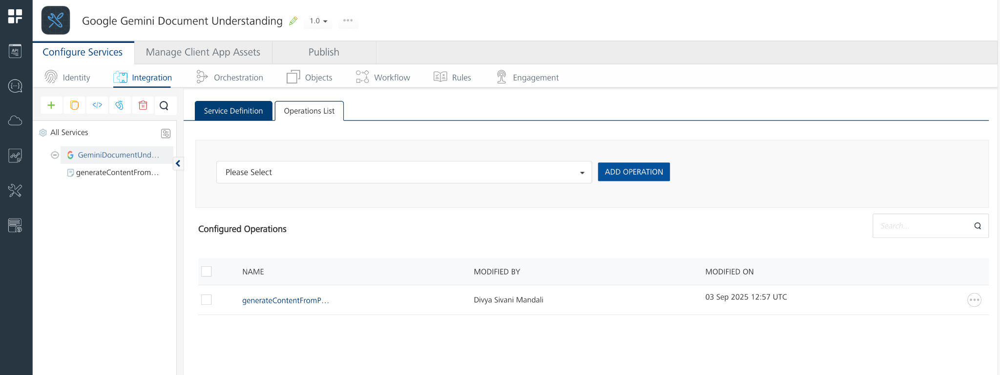 Google Gemini Document Understanding
1.0
Configure Services
Manage Client App Assets
Publish
API
Identity
Integration
Orchestration
Objects
Workflow
Rules
Engagement
</>
All Services
GeminiDocumentUnd...
generateContentFrom...
Service Definition
Operations List
Please Select
ADD OPERATION
Configured Operations
Search...
NAME
MODIFIED BY
MODIFIED ON
generateContentFromP...
Divya Sivani Mandali
03 Sep 2025 12:57 UTC